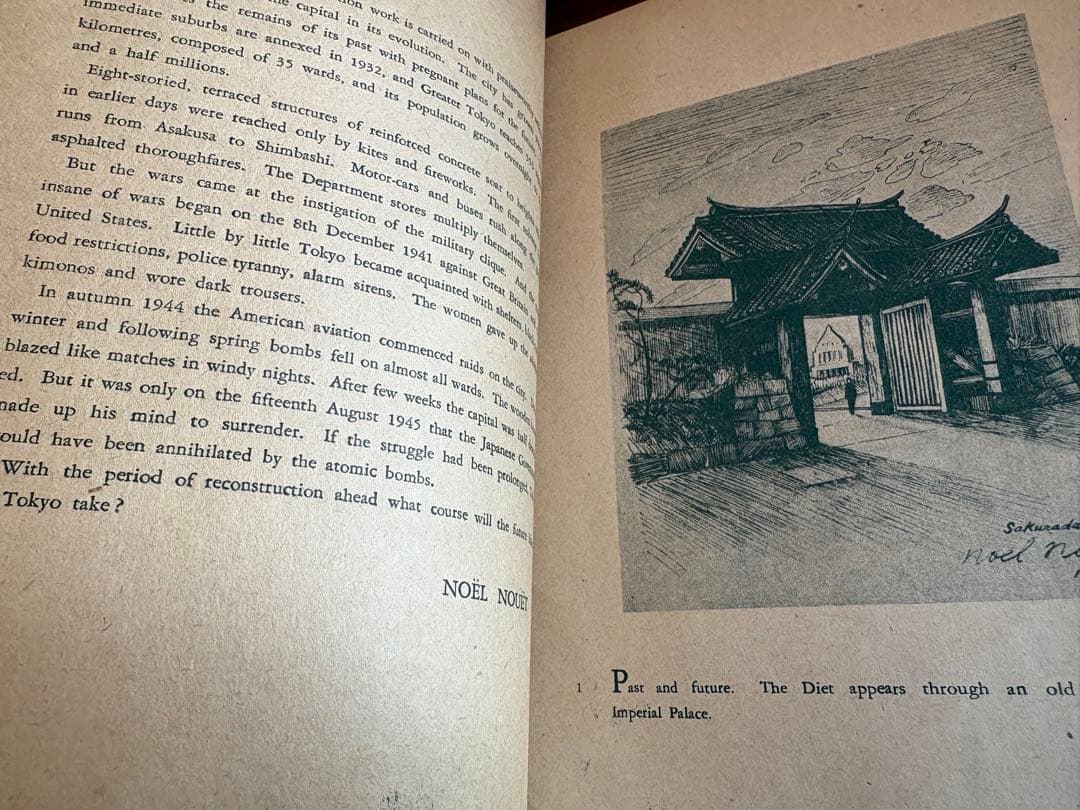 tion work is carried on with praiseworthy
the capital in its evolution. The city has
the remains of its past with pregnant plans for the
immediate suburbs are annexed in 1932, and Greater Tokyo
kilometres, composed of 35 wards, and its population grows
and a half millions.
Eight-storied, terraced structures of reinforced concrete soar to
in earlier days were reached only by kites and fireworks. The first
runs from Asakusa to Shimbashi. Motor-cars and buses rush along the
asphalted thoroughfares. The Department stores multiply themselves.
But the wars came at the instigation of the military clique. And the
insane of wars began on the 8th December 1941 against Great Britain
United States. Little by little Tokyo became acquainted with shelters,
food restrictions, police tyranny, alarm sirens. The women gave up the
kimonos and wore dark trousers.
In autumn 1944 the American aviation commenced raids on the city.
winter and following spring bombs fell on almost all wards. The
blazed like matches in windy nights. After few weeks the capital was half
ed. But it was only on the fifteenth August 1945 that the Japanese
made up his mind to surrender. If the struggle had been prolonged
ould have been annihilated by the atomic bombs.
With the period of reconstruction ahead what course will the future
Tokyo take?
NOËL NOUËT
Sakurada
Noel
1 Past and future. The Diet appears through an old
Imperial Palace.